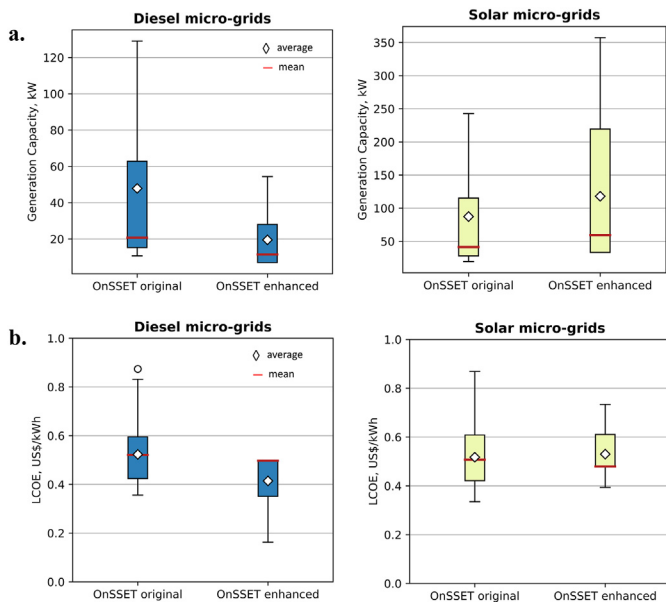 a.
Diesel micro-grids
Generation Capacity, kW
120
100
80
60
40
20
average
mean
OnSSET original
OnSSET enhanced
Solar micro-grids
Generation Capacity, kW
350
300
250
200
150
100
50
OnSSET original
OnSSET enhanced
b.
Diesel micro-grids
LCOE, US$/kWh
1.0
0.8
0.6
0.4
0.2
0.0
average
mean
OnSSET original
OnSSET enhanced
Solar micro-grids
LCOE, US$/kWh
1.0
0.8
0.6
0.4
0.2
0.0
OnSSET original
OnSSET enhanced